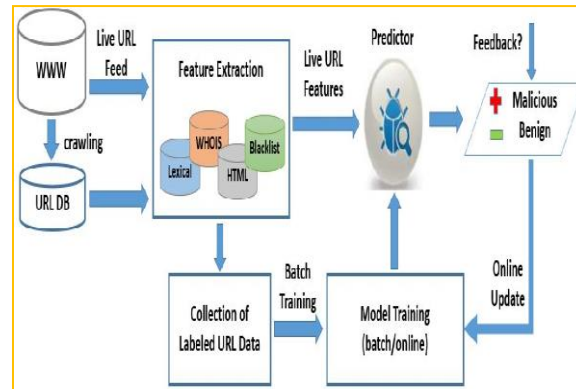 WWW
Live URL
Feed
Feature Extraction
Live URL
Features
Predictor
Feedback?
Malicious
Benign
crawling
URL DB
Lexical
WHOIS
HTML
Blacklist
Collection of
Labeled URL Data
Batch
Training
Model Training
(batch/online)
Online
Update